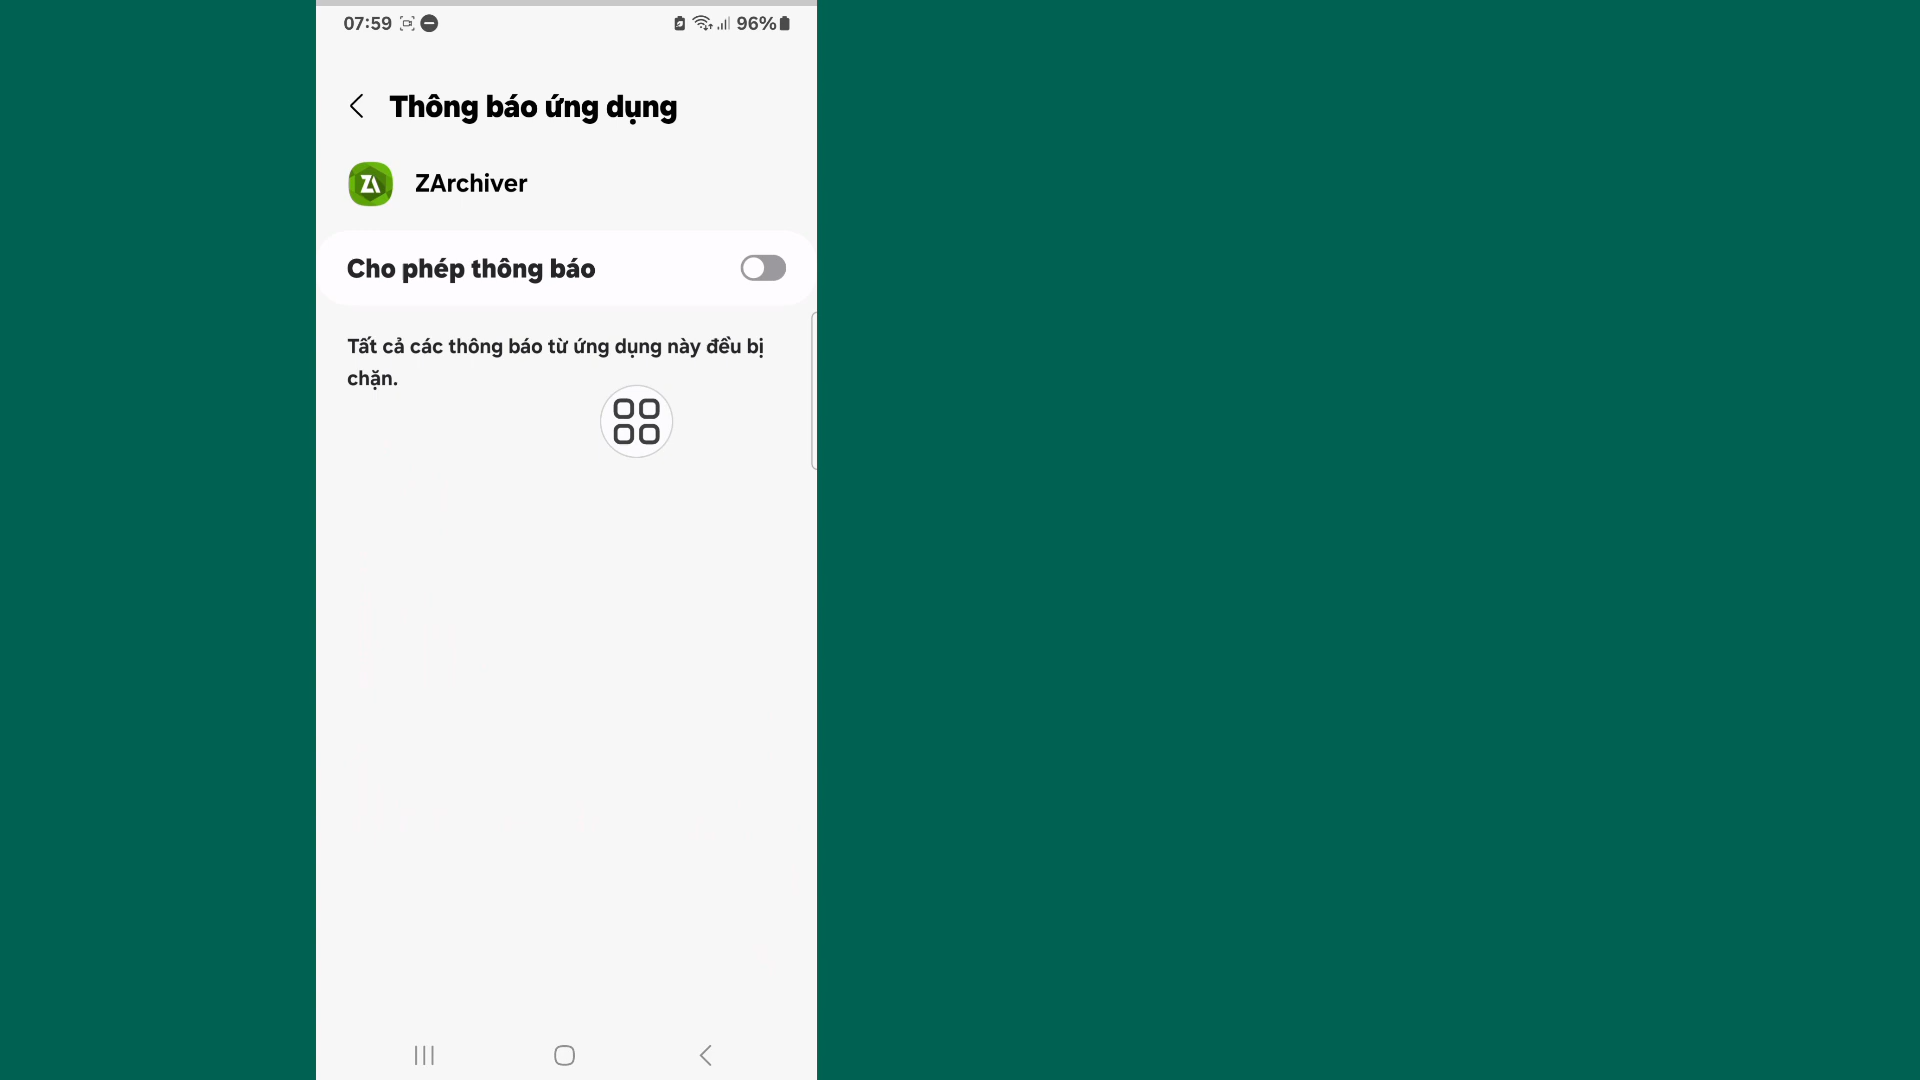 07:59
96%
Thông báo ứng dụng
ZA
ZArchiver
Cho phép thông báo
Tất cả các thông báo từ ứng dụng này đều bị
chặn.